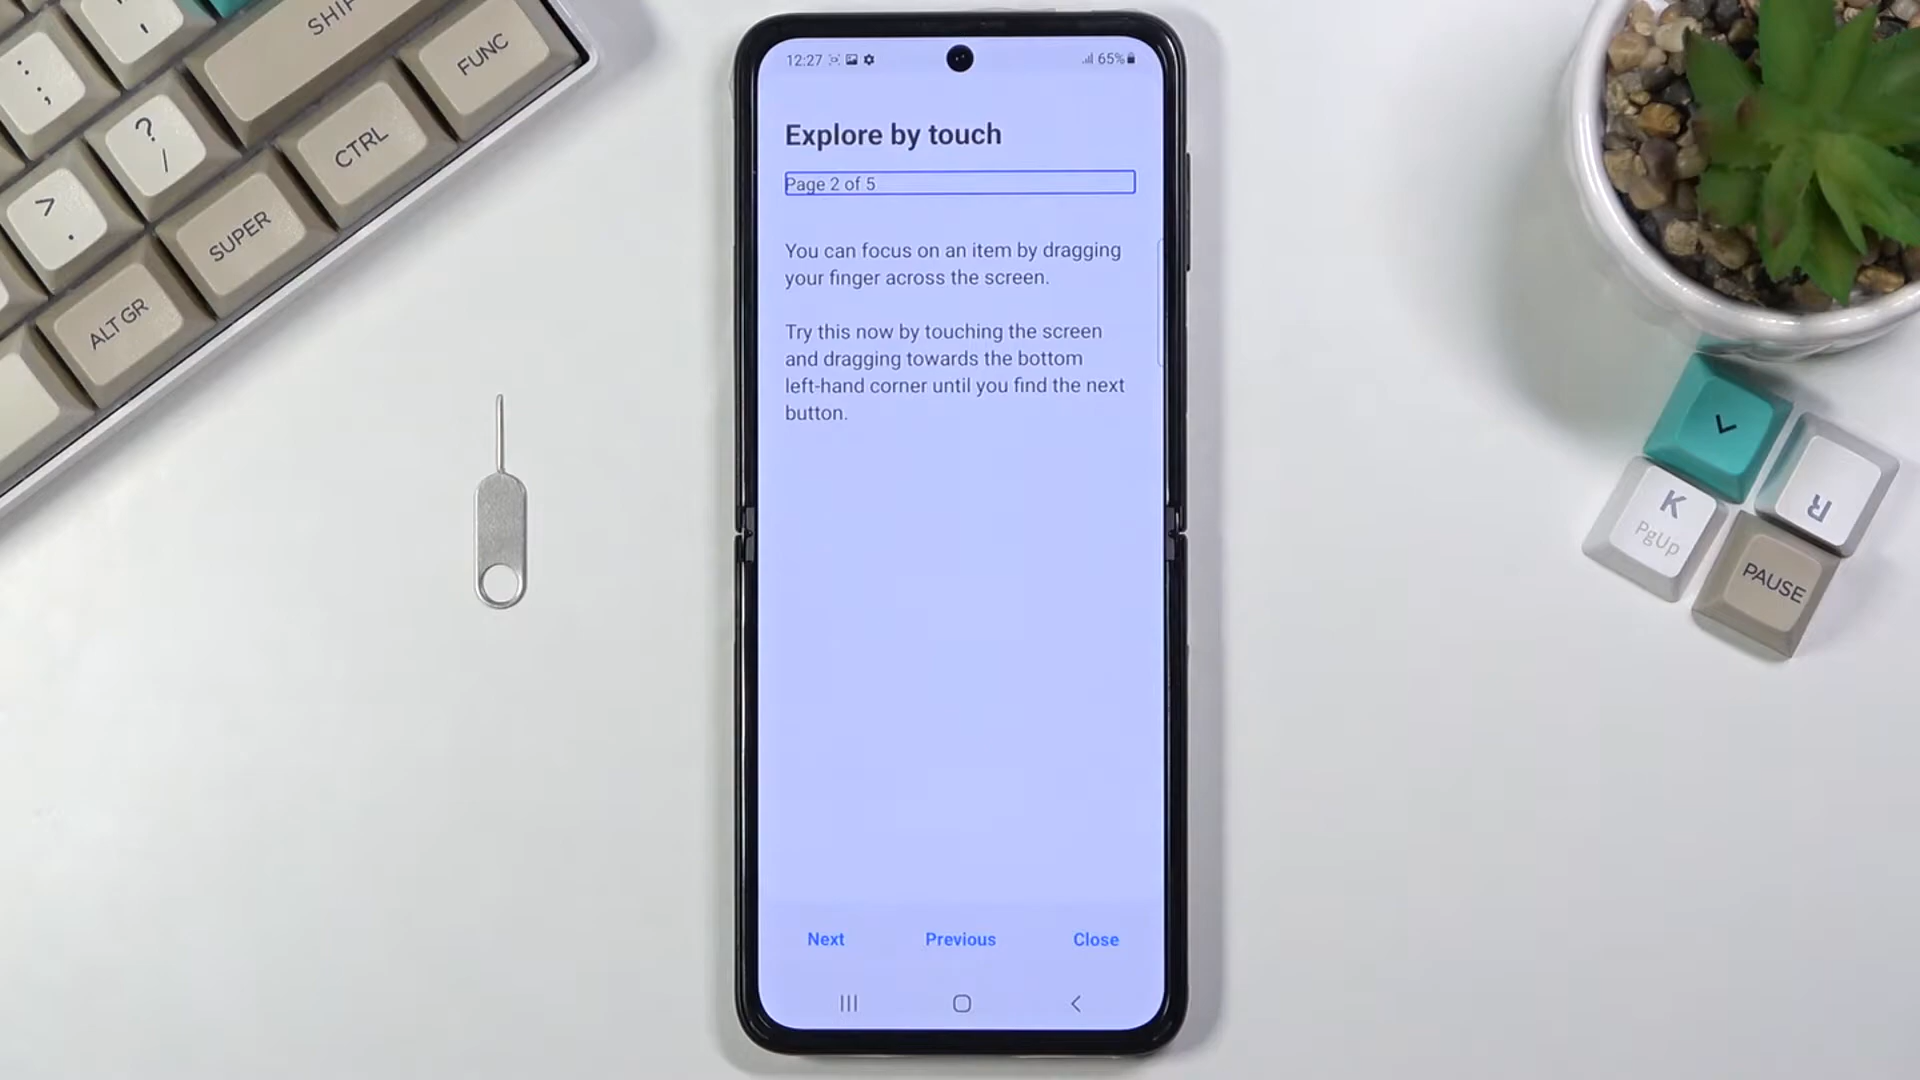 12:27
65%
Explore by touch
Page 2 of 5
You can focus on an item by dragging
your finger across the screen.
Try this now by touching the screen
and dragging towards the bottom
left-hand corner until you find the next
button.
Next
Previous
Close
FUNC
CTRL
? /
SUPER
> .
ALT GR
: ;
K
PgUp
R
PAUSE